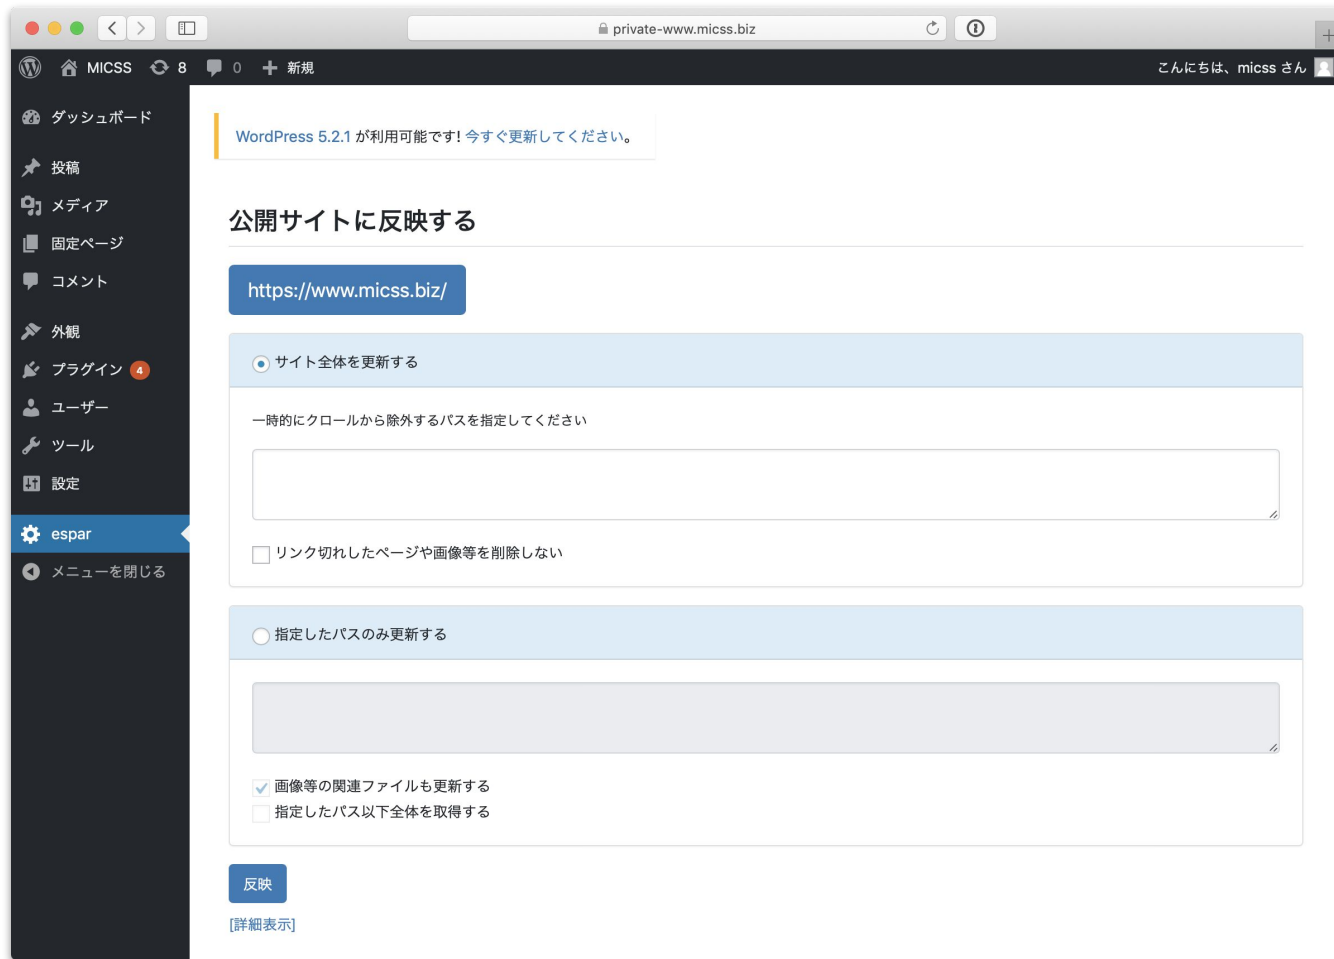 private-www.micss.biz
MICSS 8 0 新規 こんにちは、micss さん
ダッシュボード
投稿
メディア
固定ページ
コメント
外観
プラグイン 4
ユーザー
ツール
設定
espar
メニューを閉じる
WordPress 5.2.1 が利用可能です! 今すぐ更新してください。
公開サイトに反映する
https://www.micss.biz/
サイト全体を更新する
一時的にクロールから除外するパスを指定してください
リンク切れしたページや画像等を削除しない
指定したパスのみ更新する
画像等の関連ファイルも更新する
指定したパス以下全体を取得する
反映
[詳細表示]